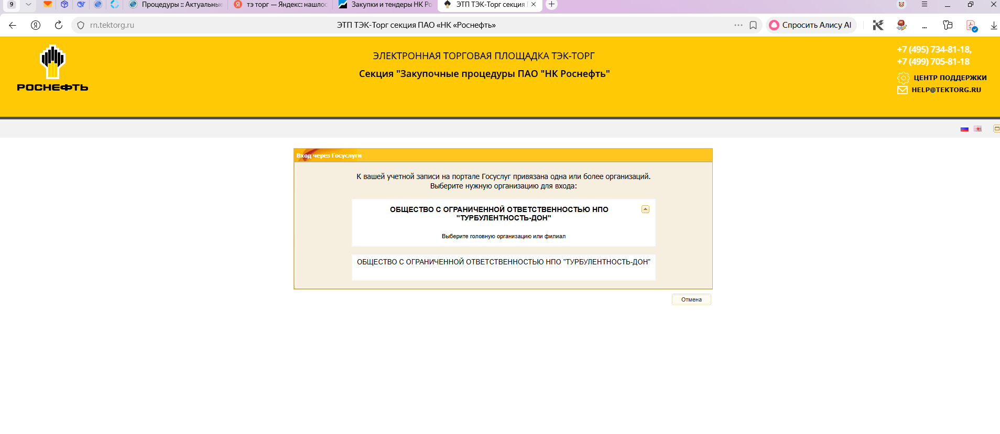 9
Процедуры :: Актуальные
тэ торг — Яндекс: нашлос
Закупки и тендеры НК Ро
ЭТП ТЭК-Торг секция
rn.tektorg.ru
ЭТП ТЭК-Торг секция ПАО «НК «Роснефть»
Спросить Алису AI
РОСНЕФТЬ
ЭЛЕКТРОННАЯ ТОРГОВАЯ ПЛОЩАДКА ТЭК-ТОРГ
Секция "Закупочные процедуры ПАО "НК Роснефть"
+7 (495) 734-81-18,
+7 (499) 705-81-18
ЦЕНТР ПОДДЕРЖКИ
HELP@TEKTORG.RU
Вход через Госуслуги
К вашей учетной записи на портале Госуслуг привязана одна или более организаций.
Выберите нужную организацию для входа:
ОБЩЕСТВО С ОГРАНИЧЕННОЙ ОТВЕТСТВЕННОСТЬЮ НПО
"ТУРБУЛЕНТНОСТЬ-ДОН"
Выберите головную организацию или филиал
ОБЩЕСТВО С ОГРАНИЧЕННОЙ ОТВЕТСТВЕННОСТЬЮ НПО "ТУРБУЛЕНТНОСТЬ-ДОН"
Отмена